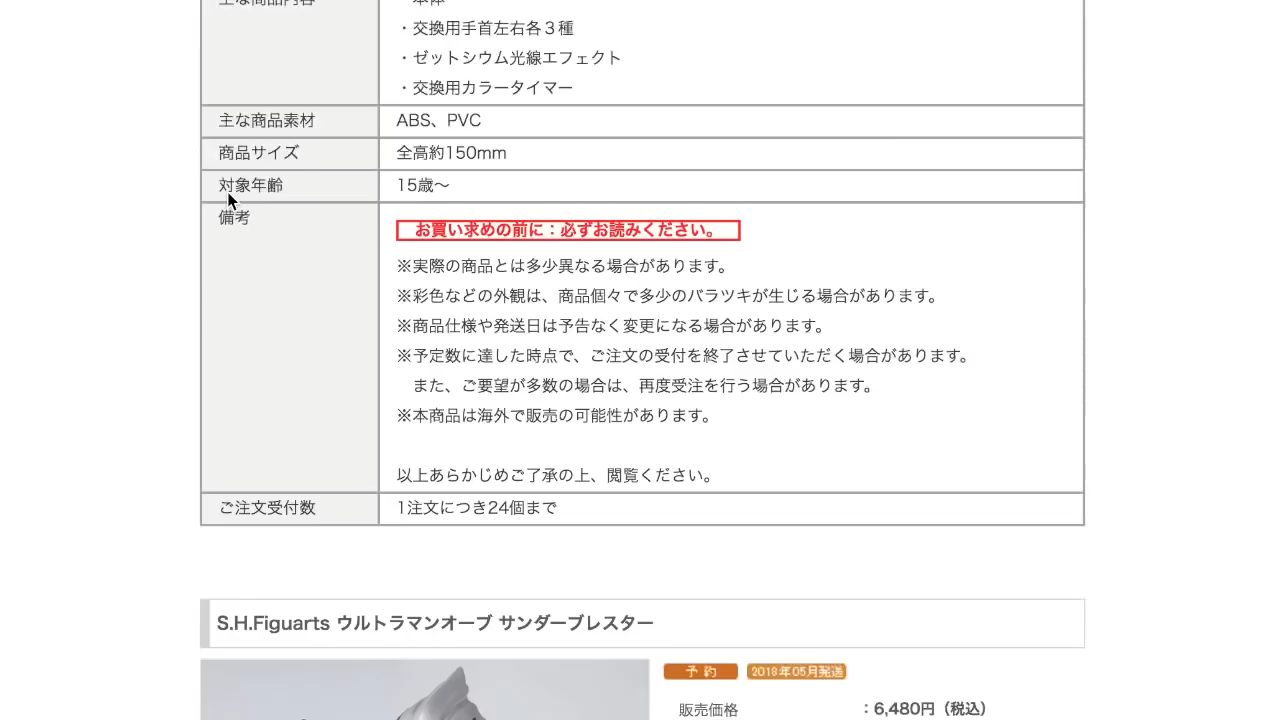 ・交換用手首左右各３種
・ゼットシウム光線エフェクト
・交換用カラータイマー
主な商品素材 ABS、PVC
商品サイズ 全高約150mm
対象年齢 15歳〜
備考
お買い求めの前に：必ずお読みください。
※実際の商品とは多少異なる場合があります。
※彩色などの外観は、商品個々で多少のバラツキが生じる場合があります。
※商品仕様や発送日は予告なく変更になる場合があります。
※予定数に達した時点で、ご注文の受付を終了させていただく場合があります。
また、ご要望が多数の場合は、再度受注を行う場合があります。
※本商品は海外で販売の可能性があります。
以上あらかじめご了承の上、閲覧ください。
ご注文受付数 1注文につき24個まで
S.H.Figuarts ウルトラマンオーブ サンダーブレスター
予約 2018年05月発送
販売価格 ：6,480円（税込）